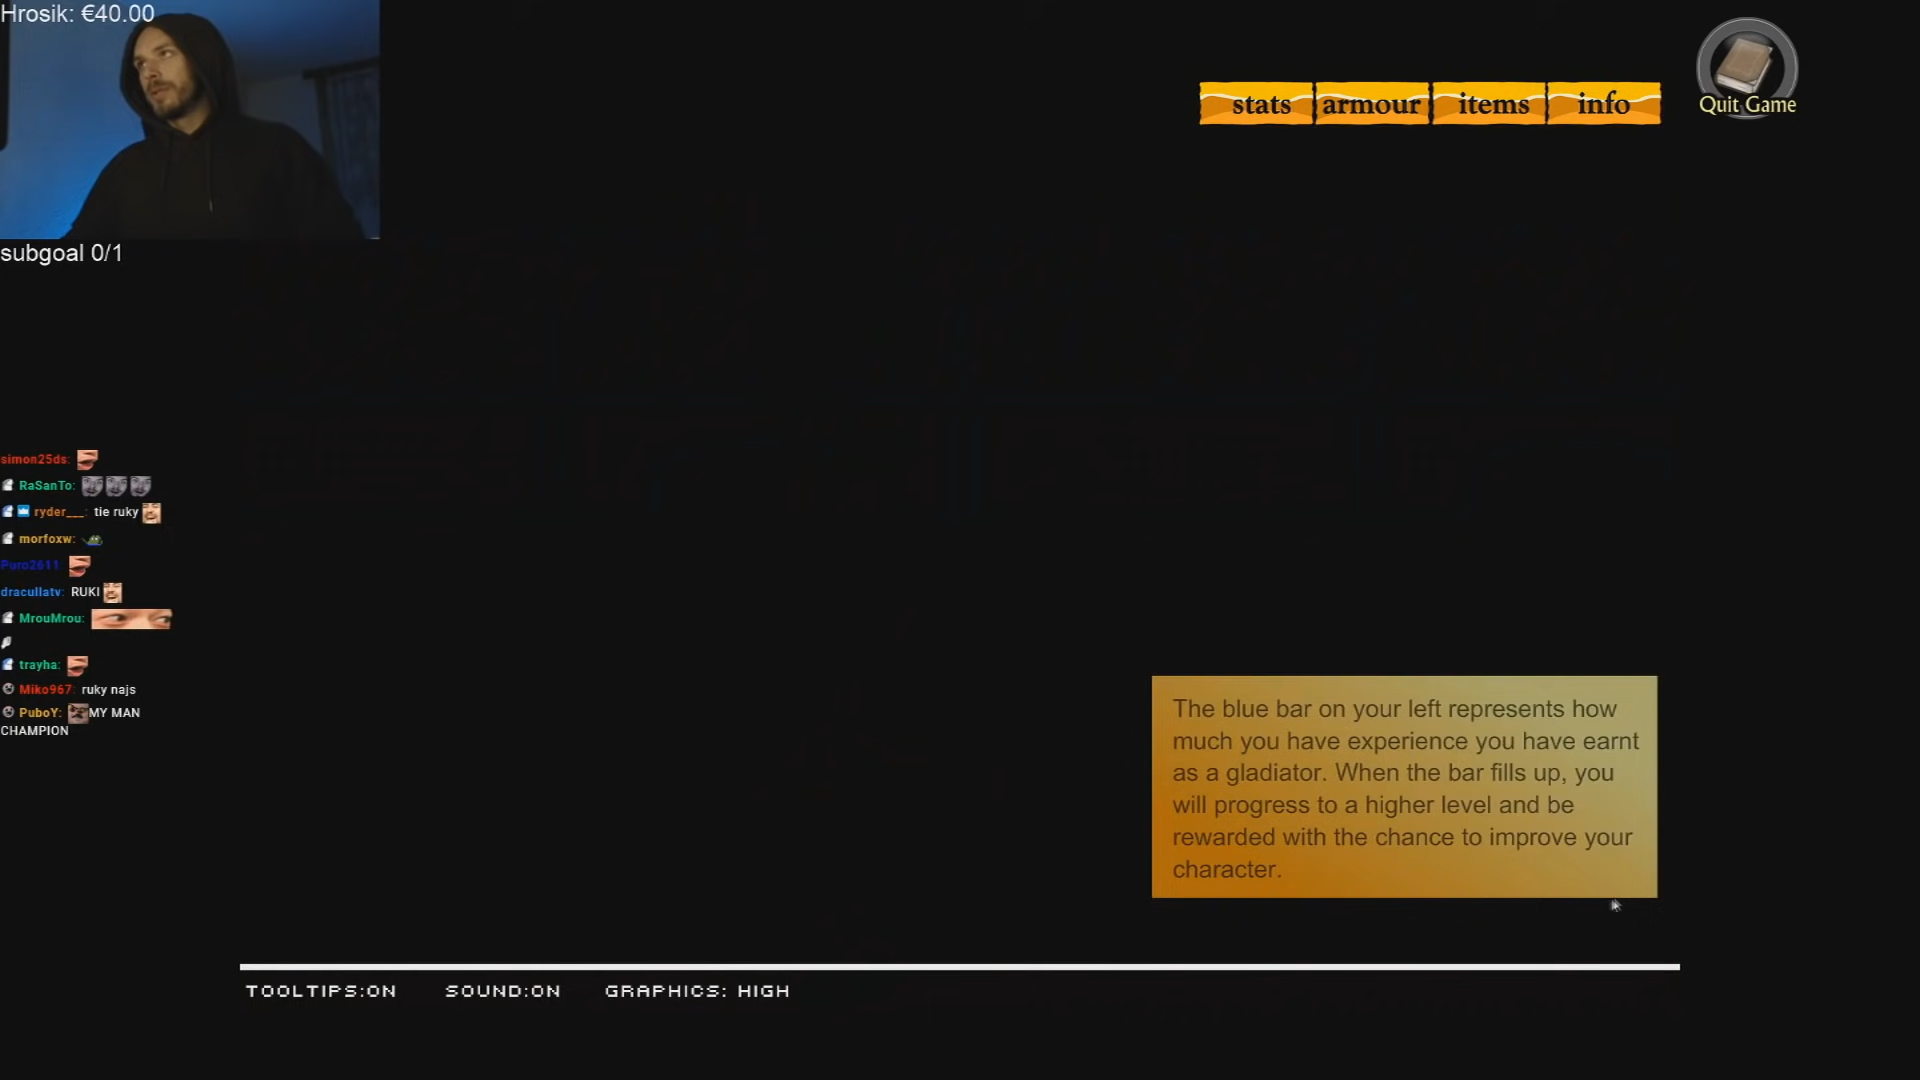 Hrosik: €40.00
stats armour items info
Quit Game
subgoal 0/1
simon25ds:
RaSanTo:
ryder___: tie ruky
morfoxw:
Puro2611:
dracullatv: RUKI
MrouMrou:
trayha:
Miko967: ruky najs
PuboY: MY MAN
CHAMPION
The blue bar on your left represents how
much you have experience you have earnt
as a gladiator. When the bar fills up, you
will progress to a higher level and be
rewarded with the chance to improve your
character.
TOOLTIPS:ON SOUND:ON GRAPHICS: HIGH